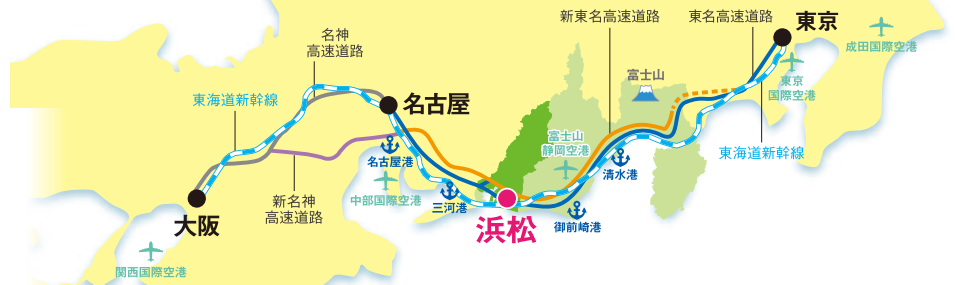 新東名高速道路
東名高速道路
東京
名神
高速道路
成田国際空港
富士山
東京
国際空港
東海道新幹線
名古屋
富士山
静岡空港
東海道新幹線
名古屋港
清水港
新名神
高速道路
中部国際空港
三河港
大阪
浜松
御前崎港
関西国際空港